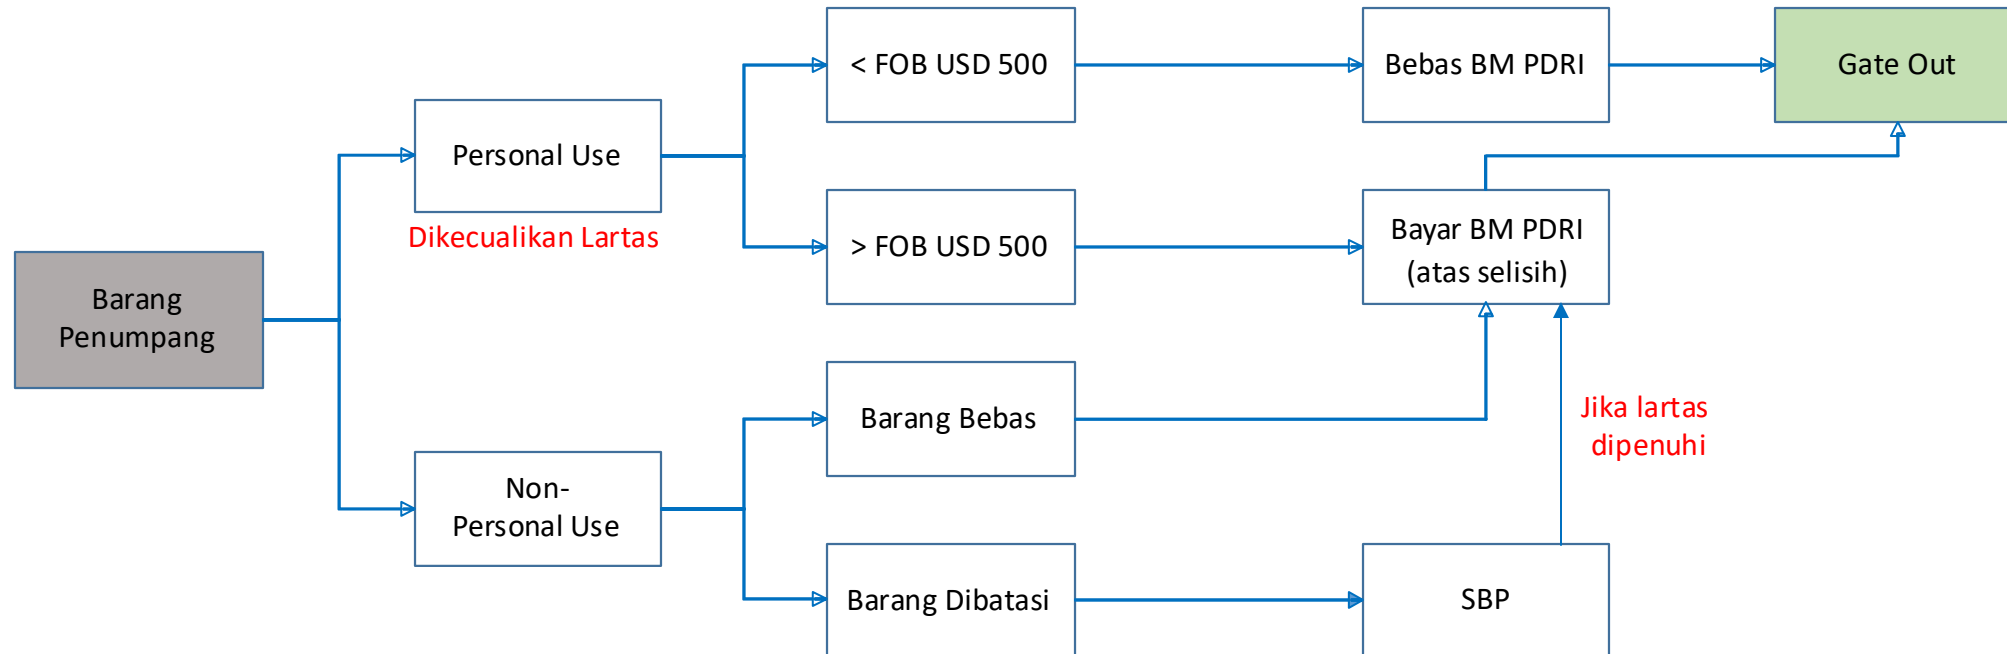 < FOB USD 500
Bebas BM PDRI
Gate Out
Personal Use
Dikecualikan Lartas
> FOB USD 500
Bayar BM PDRI
(atas selisih)
Barang
Penumpang
Barang Bebas
Jika lartas
dipenuhi
Non-
Personal Use
Barang Dibatasi
SBP